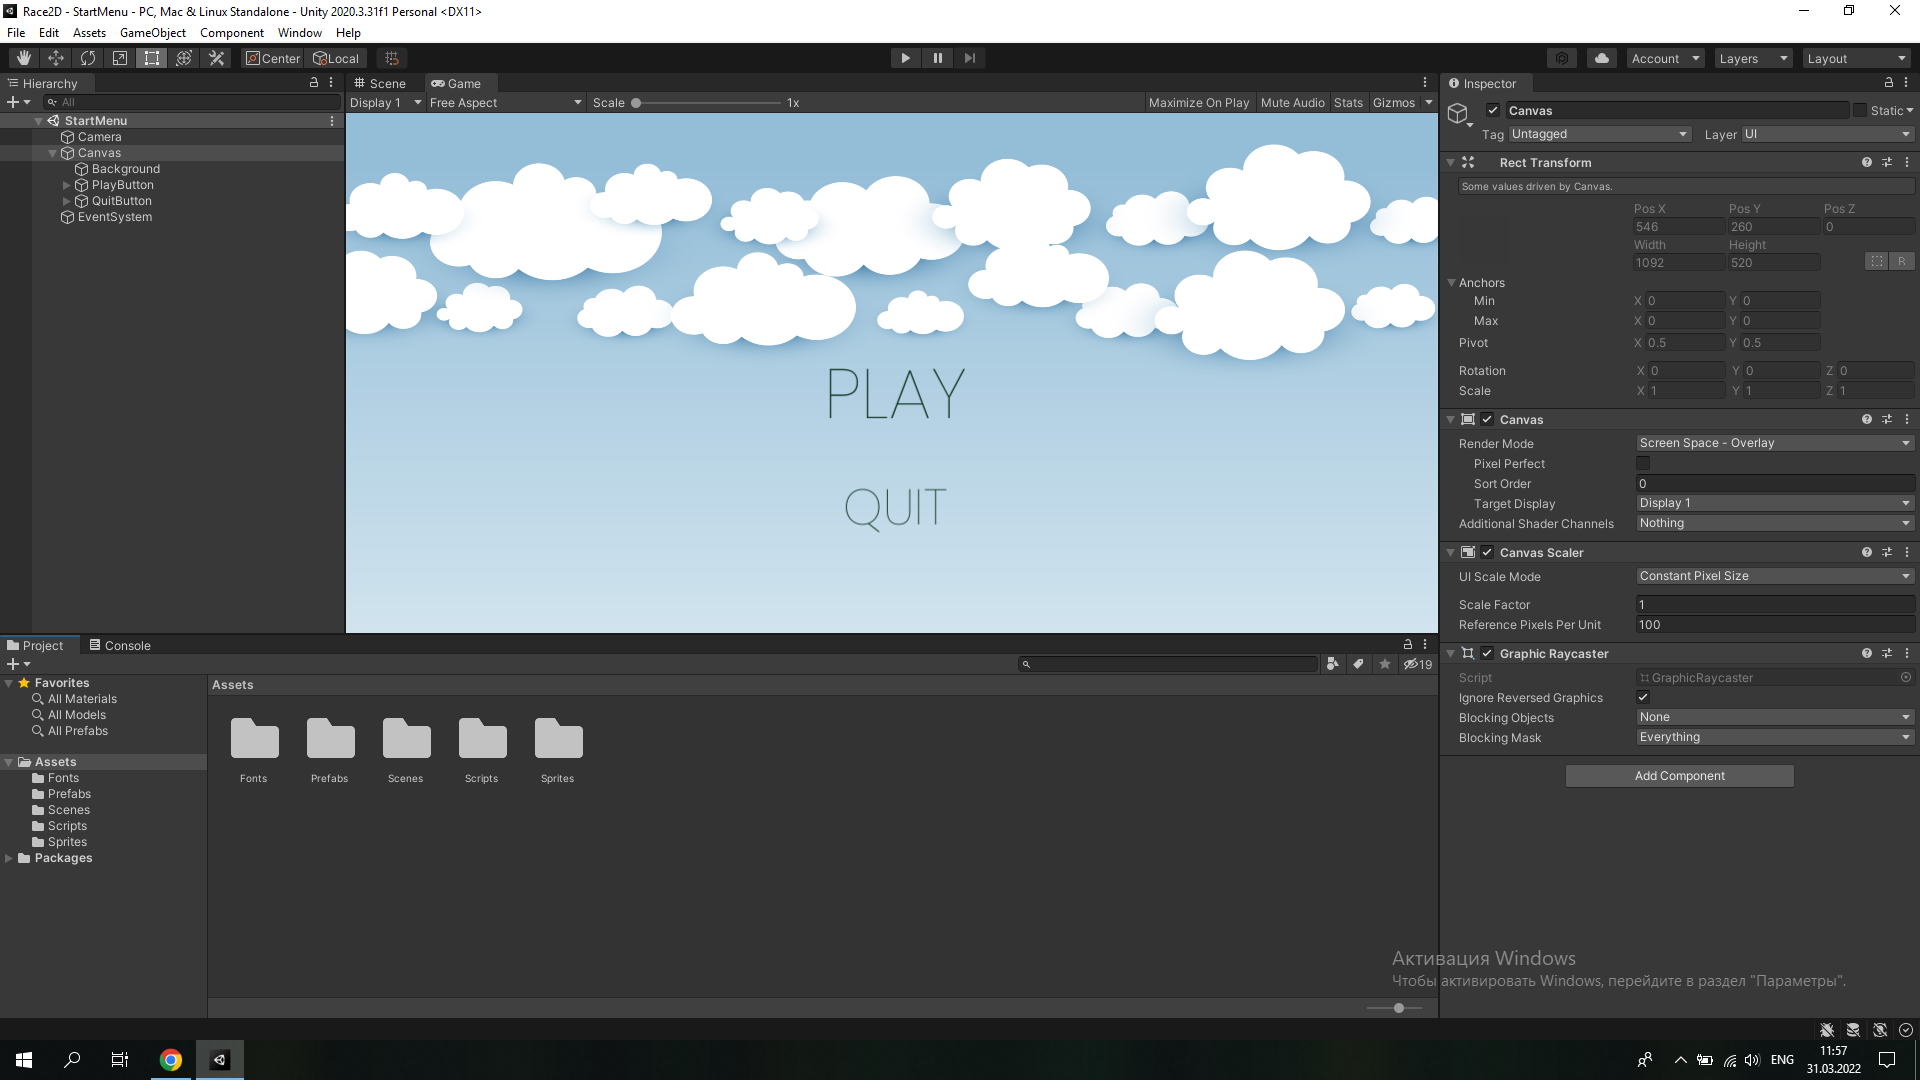 Race2D - StartMenu - PC, Mac & Linux Standalone - Unity 2020.3.31f1 Personal <DX11>
File Edit Assets GameObject Component Window Help
Center Local Account Layers Layout
Hierarchy
All
StartMenu
Camera
Canvas
Background
PlayButton
QuitButton
EventSystem
Scene Game
Display 1 Free Aspect Scale 1x Maximize On Play Mute Audio Stats Gizmos
PLAY
QUIT
Inspector
Canvas Static
Tag Untagged Layer UI
Rect Transform
Some values driven by Canvas.
Pos X Pos Y Pos Z
546 260 0
Width Height
1092 520
R
Anchors
Min X 0 Y 0
Max X 0 Y 0
Pivot X 0.5 Y 0.5
Rotation X 0 Y 0 Z 0
Scale X 1 Y 1 Z 1
Canvas
Render Mode Screen Space - Overlay
Pixel Perfect
Sort Order 0
Target Display Display 1
Additional Shader Channels Nothing
Canvas Scaler
UI Scale Mode Constant Pixel Size
Scale Factor 1
Reference Pixels Per Unit 100
Graphic Raycaster
Script GraphicRaycaster
Ignore Reversed Graphics
Blocking Objects None
Blocking Mask Everything
Add Component
Project Console
19
Favorites
All Materials
All Models
All Prefabs
Assets
Fonts
Prefabs
Scenes
Scripts
Sprites
Packages
Assets
Fonts Prefabs Scenes Scripts Sprites
Активация Windows
Чтобы активировать Windows, перейдите в раздел "Параметры".
ENG
11:57
31.03.2022